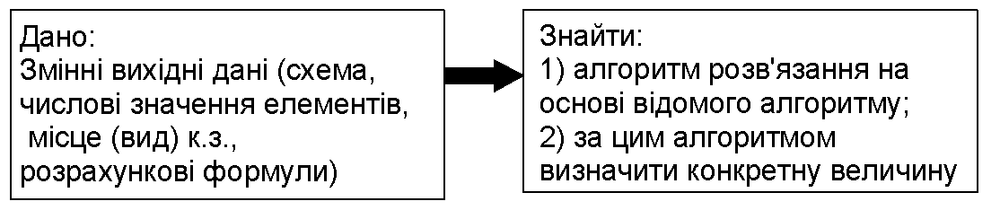 Дано:
Змінні вихідні дані (схема,
числові значення елементів,
місце (вид) к.з.,
розрахункові формули)
Знайти:
1) алгоритм розв'язання на
основі відомого алгоритму;
2) за цим алгоритмом
визначити конкретну величину